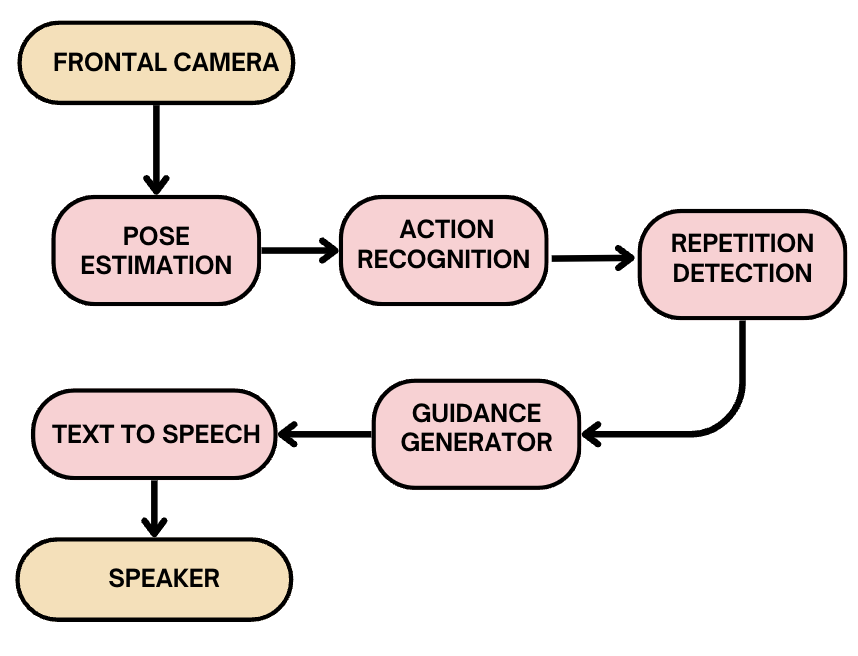 FRONTAL CAMERA
POSE
ESTIMATION
ACTION
RECOGNITION
REPETITION
DETECTION
GUIDANCE
GENERATOR
TEXT TO SPEECH
SPEAKER